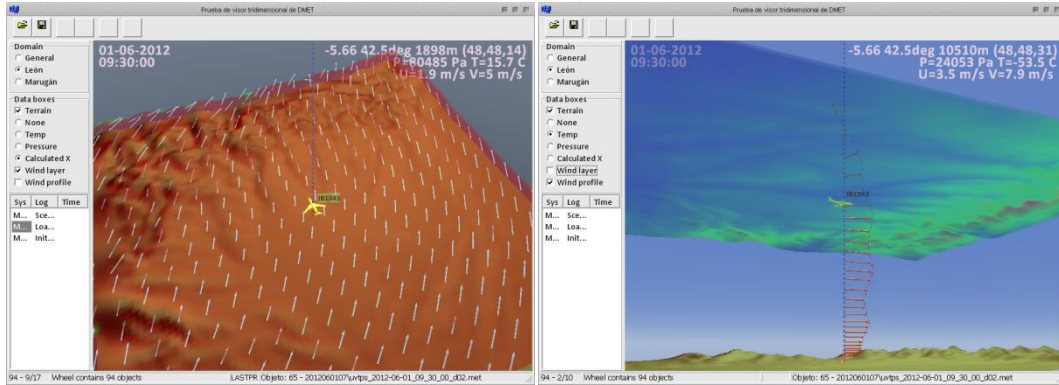 Prueba de visor tridimensional de DMET
Domain
General
León
Marugán
Data boxes
Terrain
None
Temp
Pressure
Calculated X
Wind layer
Wind profile
Sys Log Time
M... Sce...
M... Loa...
M... Init...
01-06-2012
09:30:00
-5.66 42.5deg 1898m (48,48,14)
P=80485 Pa T=15.7 C
U=1.9 m/s V=5 m/s
IB1343
94 - 9/17 Wheel contains 94 objects LASTPR Objeto: 65 - 2012060107\uvtps_2012-06-01_09_30_00_d02.met
Prueba de visor tridimensional de DMET
Domain
General
León
Marugán
Data boxes
Terrain
None
Temp
Pressure
Calculated X
Wind layer
Wind profile
Sys Log Time
M... Sce...
M... Loa...
M... Init...
01-06-2012
09:30:00
-5.66 42.5deg 10510m (48,48,31)
P=24053 Pa T=-53.5 C
U=3.5 m/s V=7.9 m/s
IB1343
94 - 2/10 Wheel contains 94 objects Objeto: 65 - 2012060107\uvtps_2012-06-01_09_30_00_d02.met